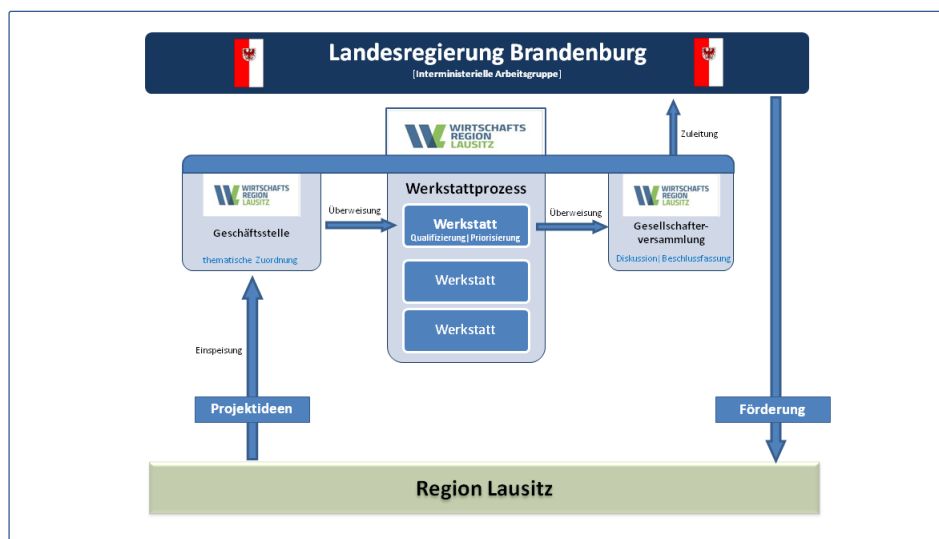 Landesregierung Brandenburg
[Interministerielle Arbeitsgruppe]
Zuleitung
WIRTSCHAFTS
REGION
LAUSITZ
WIRTSCHAFTS
REGION
LAUSITZ
Geschäftsstelle
thematische Zuordnung
Überweisung
Werkstattprozess
Werkstatt
Qualifizierung|Priorisierung
Werkstatt
Werkstatt
Überweisung
WIRTSCHAFTS
REGION
LAUSITZ
Gesellschafter-
versammlung
Diskussion|Beschlussfassung
Einspeisung
Projektideen
Förderung
Region Lausitz